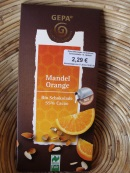 GEPA
2,29 €
Mandel
Orange
Bio Schokolade
55% Cacao